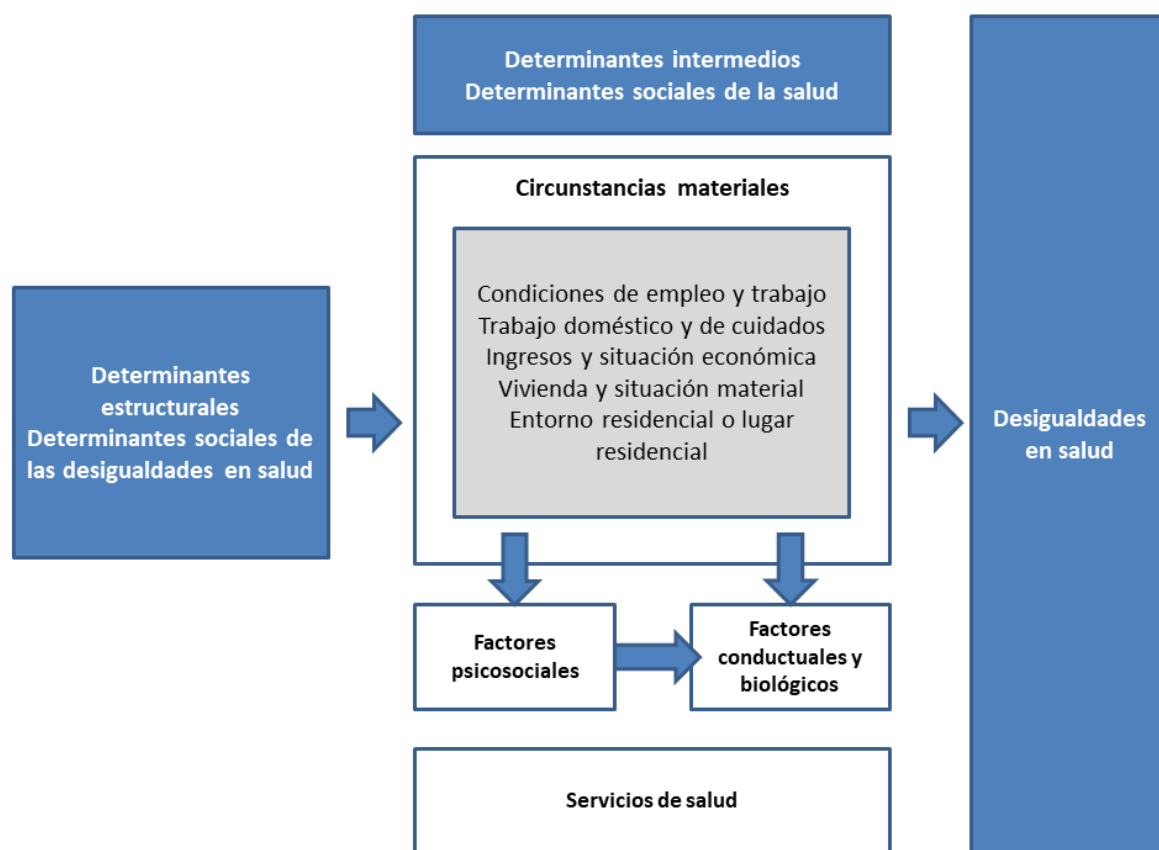 Determinantes intermedios
Determinantes sociales de la salud
Circunstancias materiales
Condiciones de empleo y trabajo
Trabajo doméstico y de cuidados
Ingresos y situación económica
Vivienda y situación material
Entorno residencial o lugar
residencial
Determinantes
estructurales
Determinantes sociales de
las desigualdades en salud
Desigualdades
en salud
Factores
psicosociales
Factores
conductuales y
biológicos
Servicios de salud